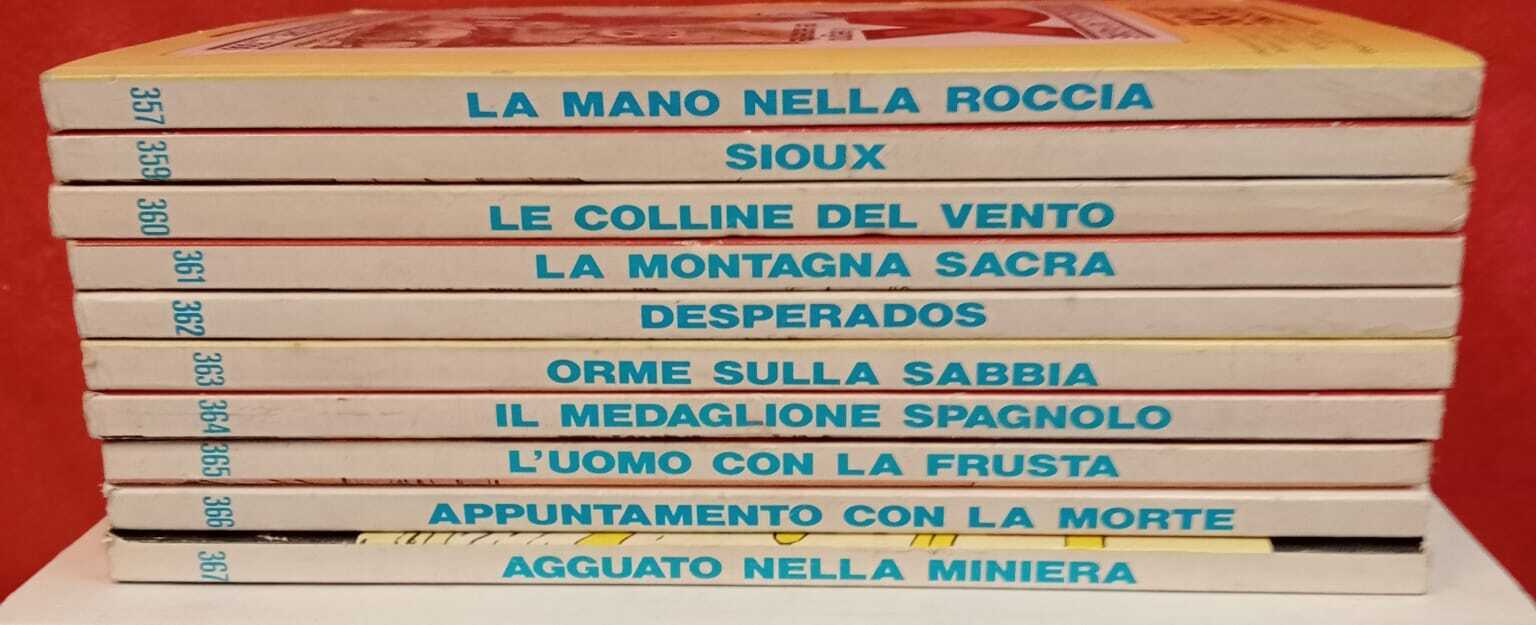 357 LA MANO NELLA ROCCIA
359 SIOUX
360 LE COLLINE DEL VENTO
361 LA MONTAGNA SACRA
362 DESPERADOS
363 ORME SULLA SABBIA
364 IL MEDAGLIONE SPAGNOLO
365 L'UOMO CON LA FRUSTA
366 APPUNTAMENTO CON LA MORTE
367 AGGUATO NELLA MINIERA